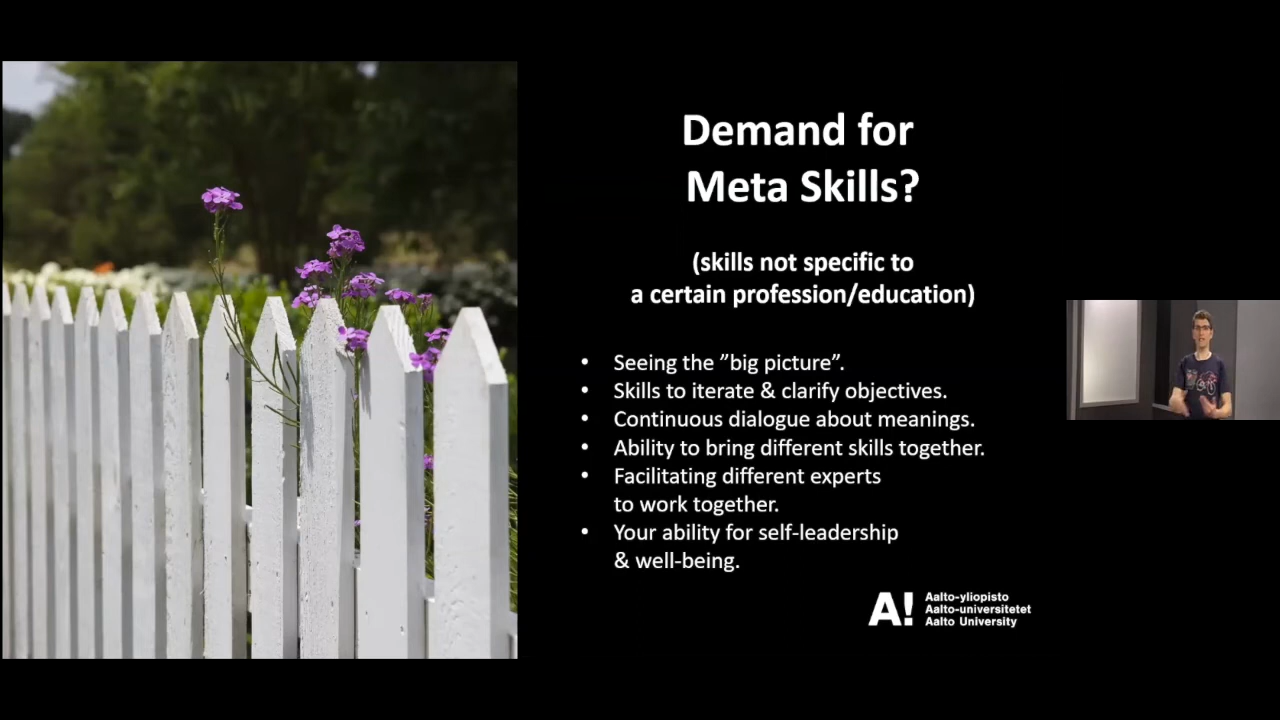 Demand for
Meta Skills?
(skills not specific to
a certain profession/education)
• Seeing the ”big picture”.
• Skills to iterate & clarify objectives.
• Continuous dialogue about meanings.
• Ability to bring different skills together.
• Facilitating different experts
to work together.
• Your ability for self-leadership
& well-being.
A!
Aalto-yliopisto
Aalto-universitetet
Aalto University